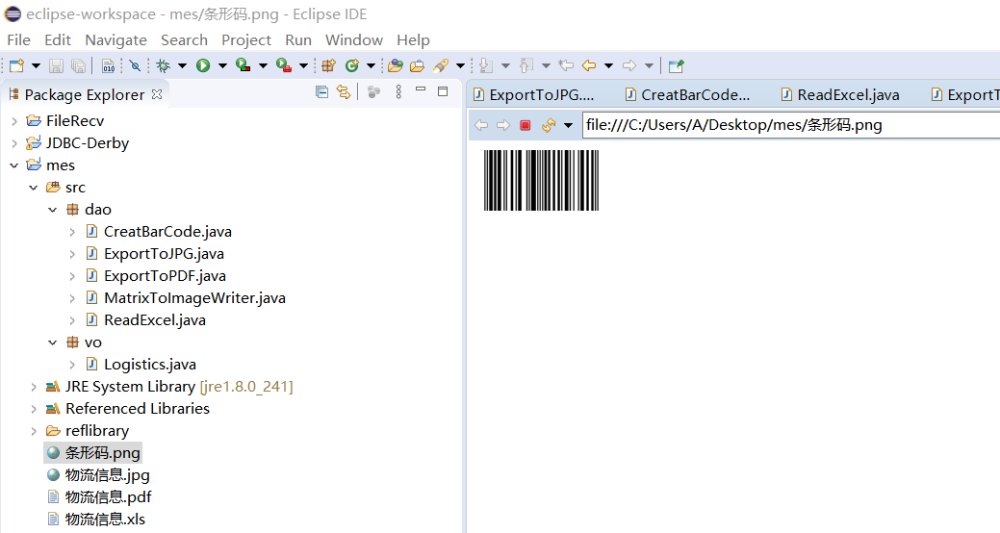 eclipse-workspace - mes/条形码.png - Eclipse IDE
File Edit Navigate Search Project Run Window Help
Package Explorer
FileRecv
JDBC-Derby
mes
src
dao
CreatBarCode.java
ExportToJPG.java
ExportToPDF.java
MatrixToImageWriter.java
ReadExcel.java
vo
Logistics.java
JRE System Library [jre1.8.0_241]
Referenced Libraries
reflibrary
条形码.png
物流信息.jpg
物流信息.pdf
物流信息.xls
ExportToJPG.... CreatBarCode... ReadExcel.java ExportT
file:///C:/Users/A/Desktop/mes/条形码.png